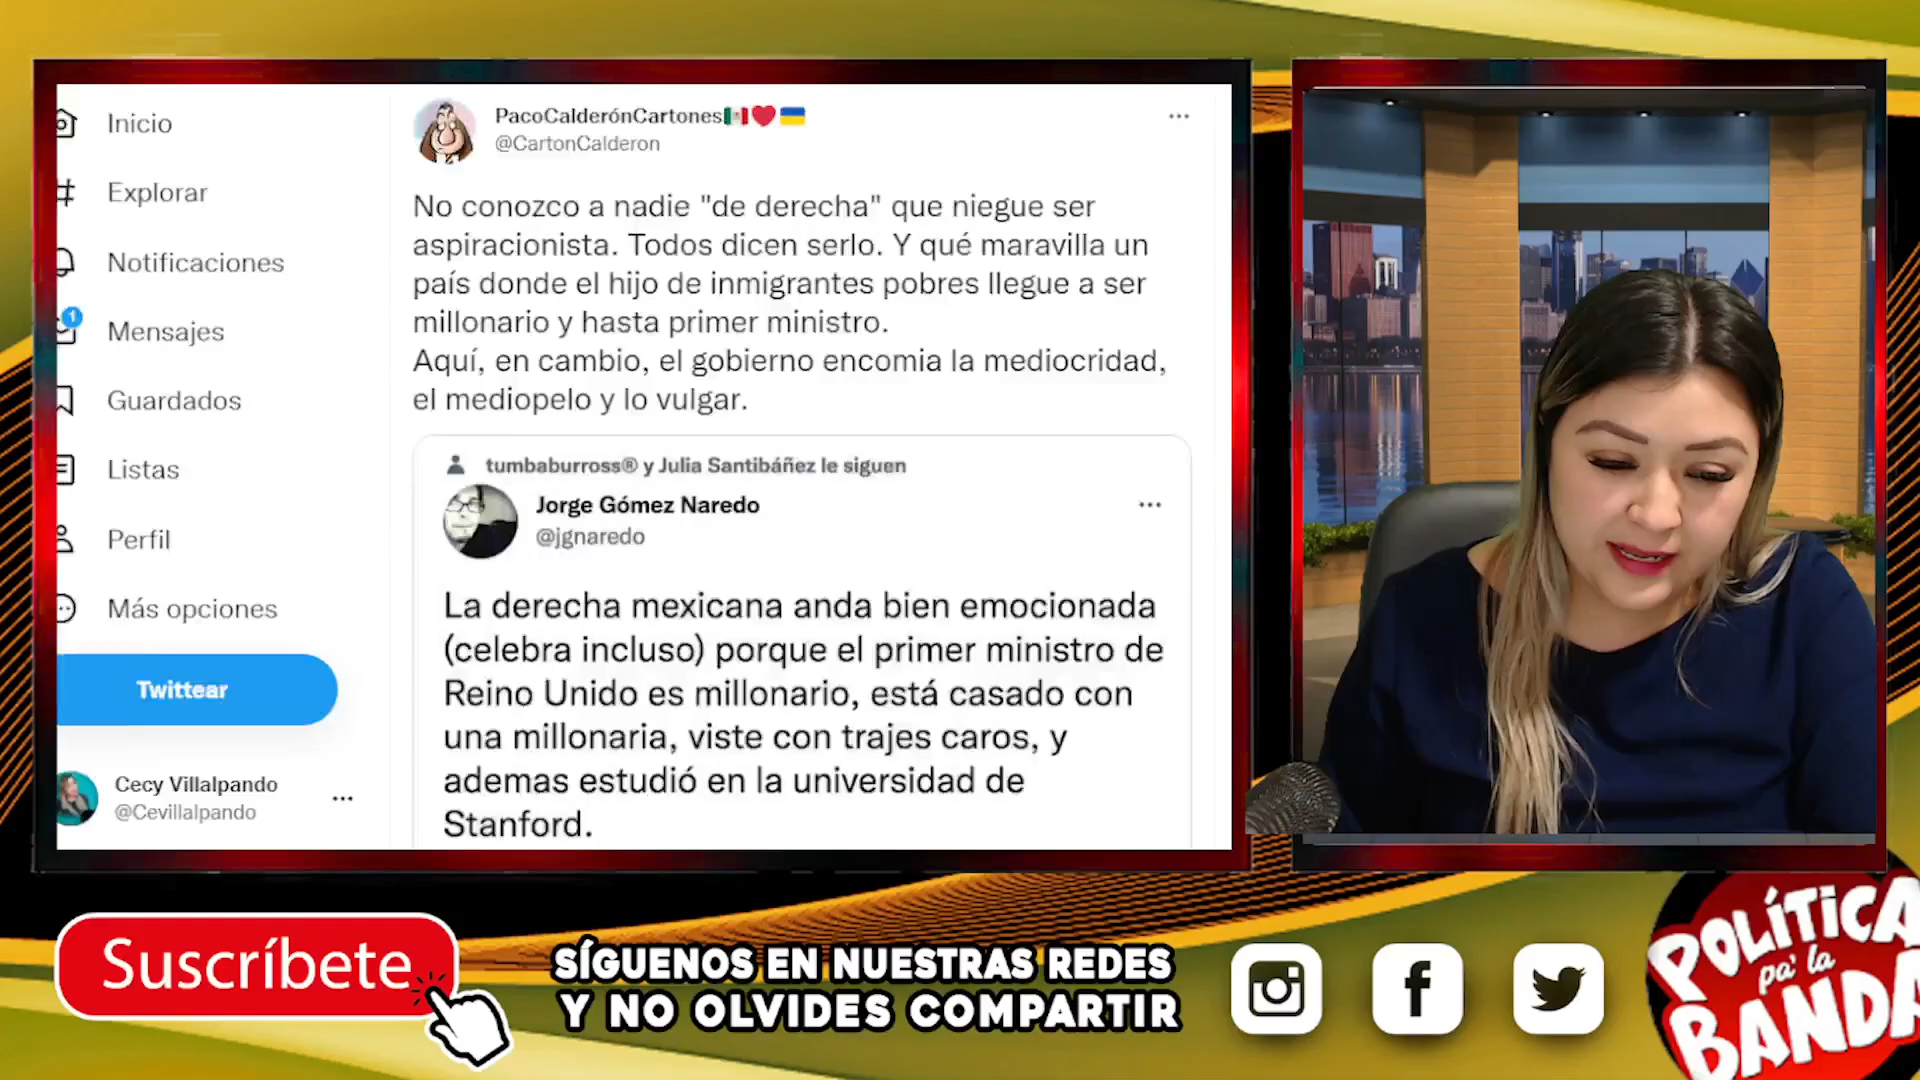 Inicio
Explorar
Notificaciones
1
Mensajes
Guardados
Listas
Perfil
Más opciones
Twittear
Cecy Villalpando
@Cevillalpando
PacoCalderónCartones
@CartonCalderon
No conozco a nadie "de derecha" que niegue ser
aspiracionista. Todos dicen serlo. Y qué maravilla un
país donde el hijo de inmigrantes pobres llegue a ser
millonario y hasta primer ministro.
Aquí, en cambio, el gobierno encomia la mediocridad,
el mediopelo y lo vulgar.
tumbaburross® y Julia Santibáñez le siguen
Jorge Gómez Naredo
@jgnaredo
La derecha mexicana anda bien emocionada
(celebra incluso) porque el primer ministro de
Reino Unido es millonario, está casado con
una millonaria, viste con trajes caros, y
ademas estudió en la universidad de
Stanford.
Suscríbete
SÍGUENOS EN NUESTRAS REDES
Y NO OLVIDES COMPARTIR
POLÍTICA
pa' la
BANDA